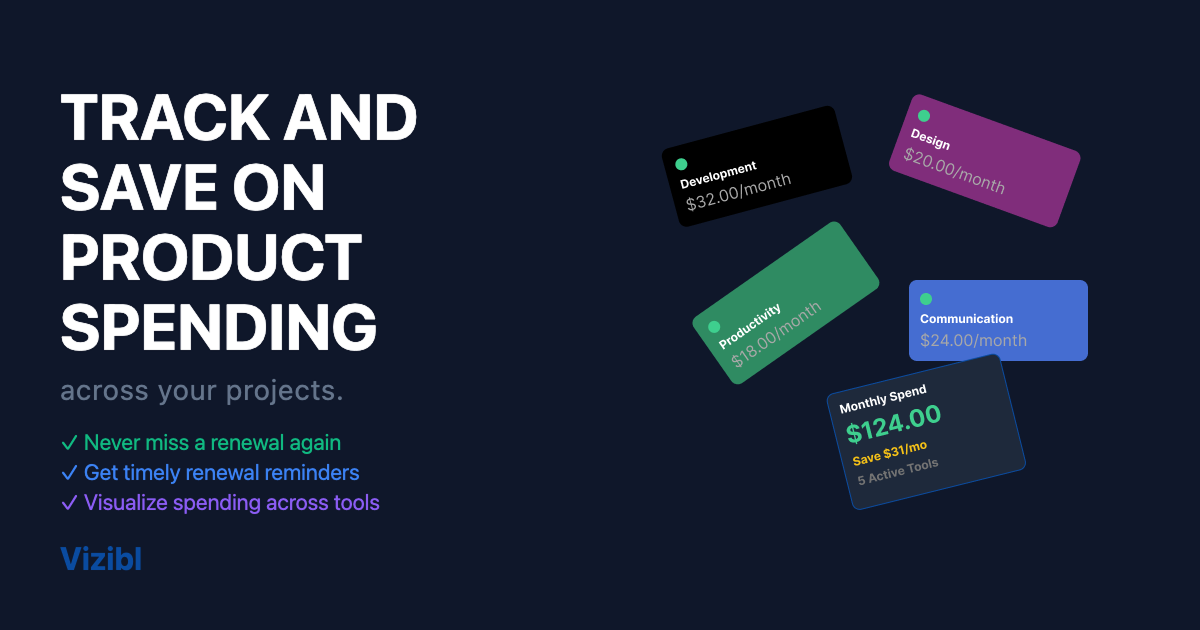 TRACK AND
SAVE ON
PRODUCT
SPENDING
across your projects.
✓ Never miss a renewal again
✓ Get timely renewal reminders
✓ Visualize spending across tools
Vizibl
Development
$32.00/month
Design
$20.00/month
Productivity
$18.00/month
Communication
$24.00/month
Monthly Spend
$124.00
Save $31/mo
5 Active Tools